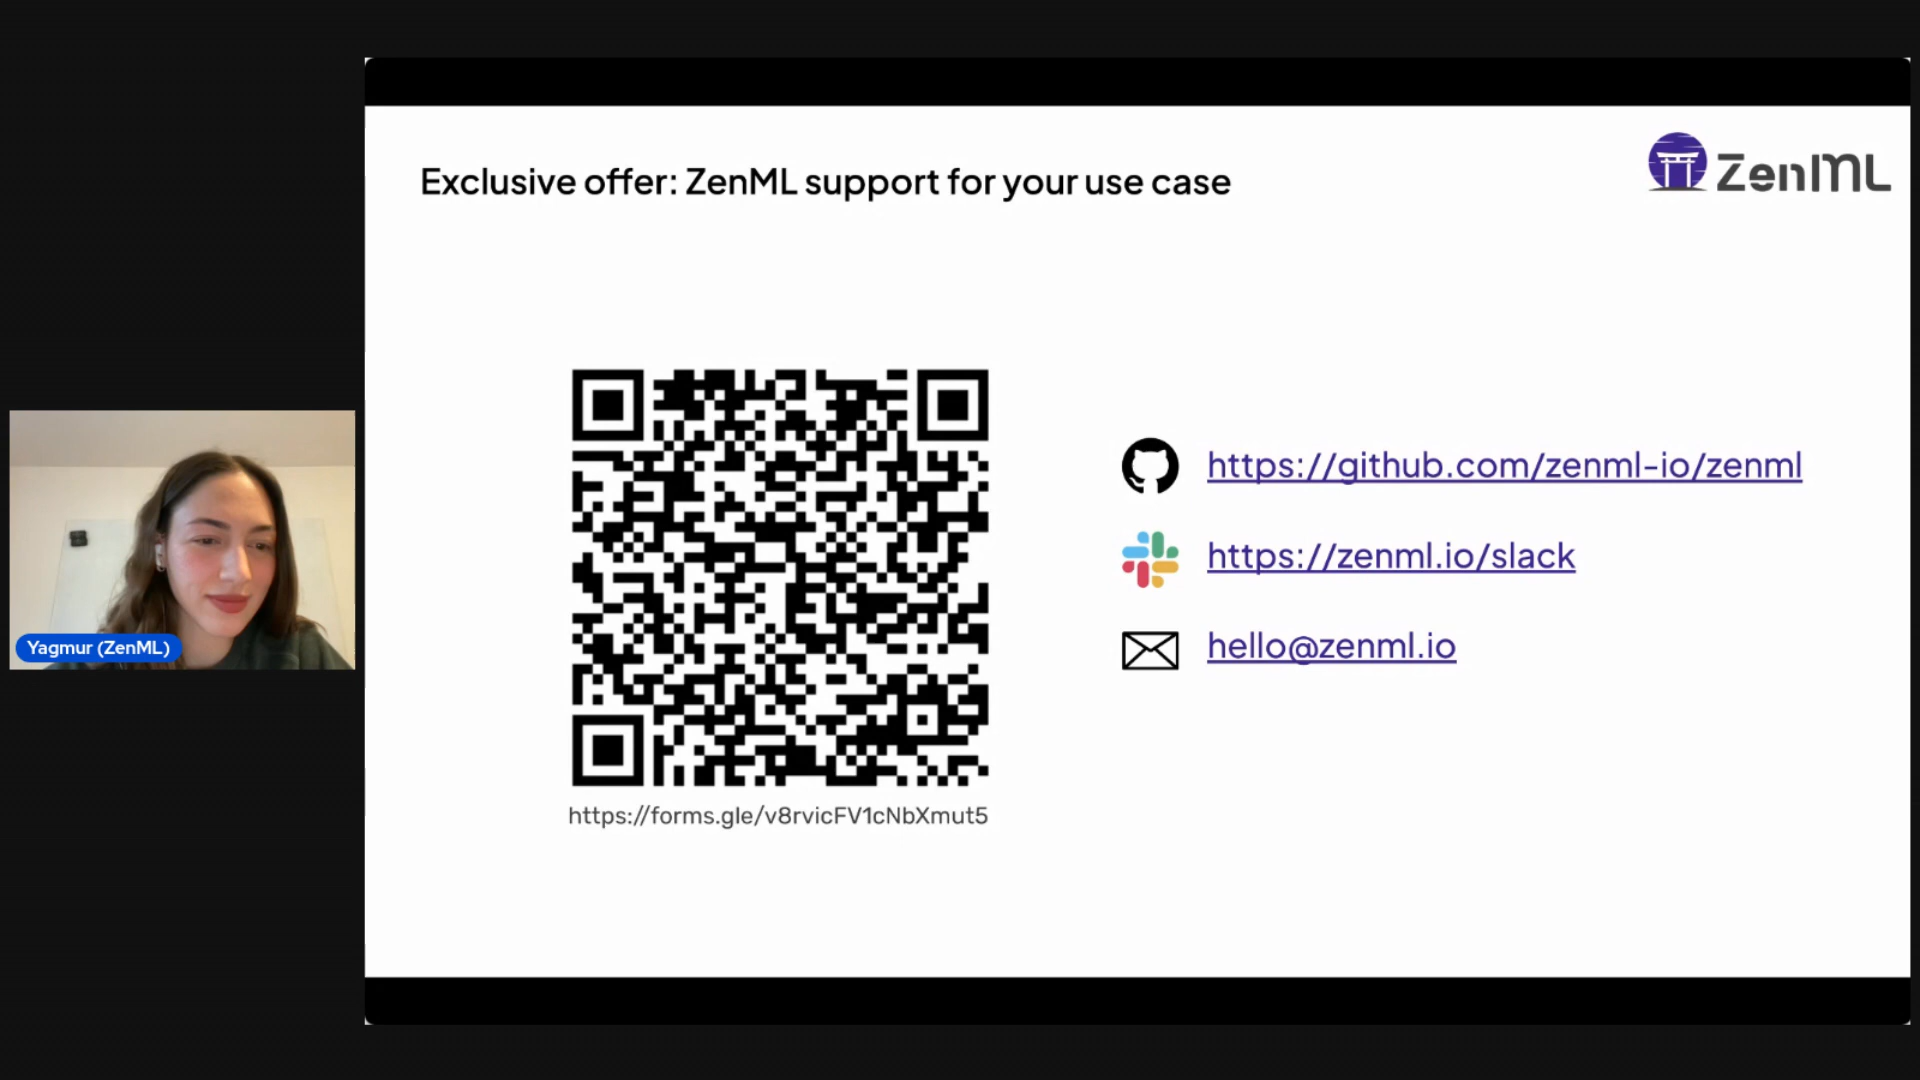 Exclusive offer: ZenML support for your use case
ZenML
https://github.com/zenml-io/zenml
https://zenml.io/slack
hello@zenml.io
https://forms.gle/v8rvicFV1cNbXmut5
Yagmur (ZenML)